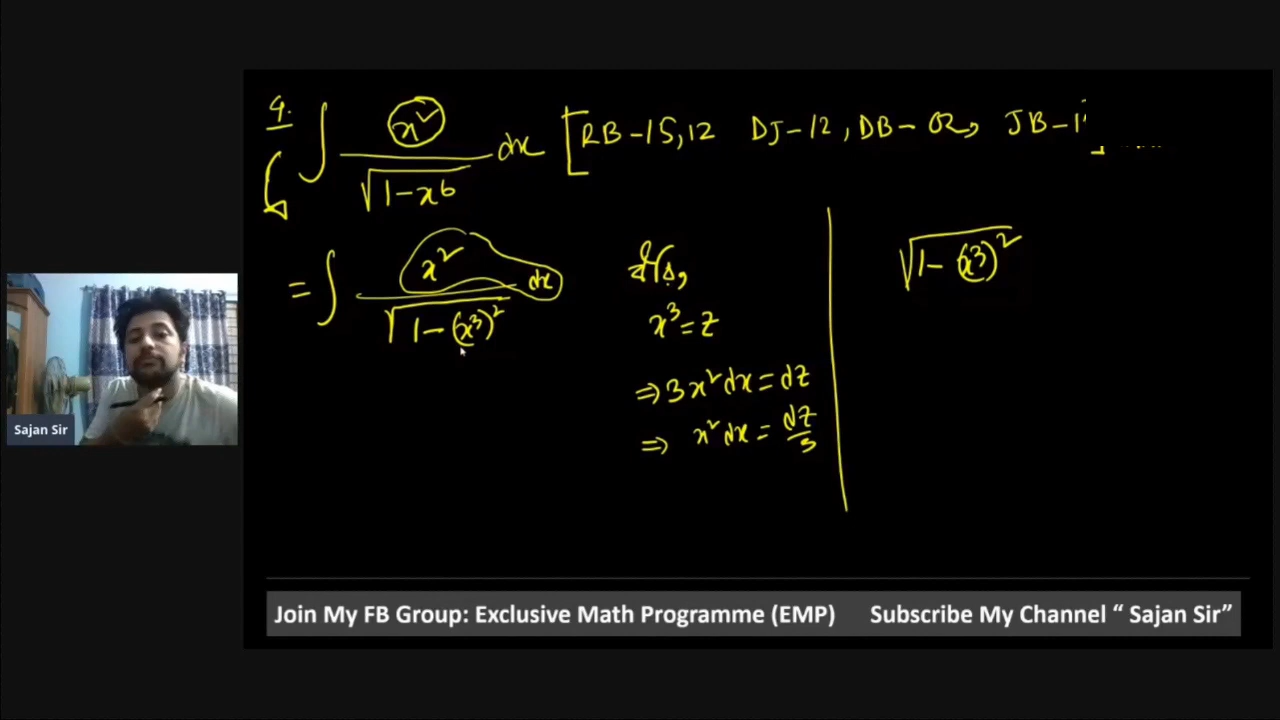 9. ∫ x² / √(1-x⁶) dx [RB-15,12 DJ-12, DB-02, JB-1
= ∫ x² / √(1-(x³)²) dx
ধরি,
x³ = z
⇒ 3x² dx = dz
⇒ x² dx = dz/3
√(1-(x³)²)
Sajan Sir
Join My FB Group: Exclusive Math Programme (EMP) Subscribe My Channel “ Sajan Sir”